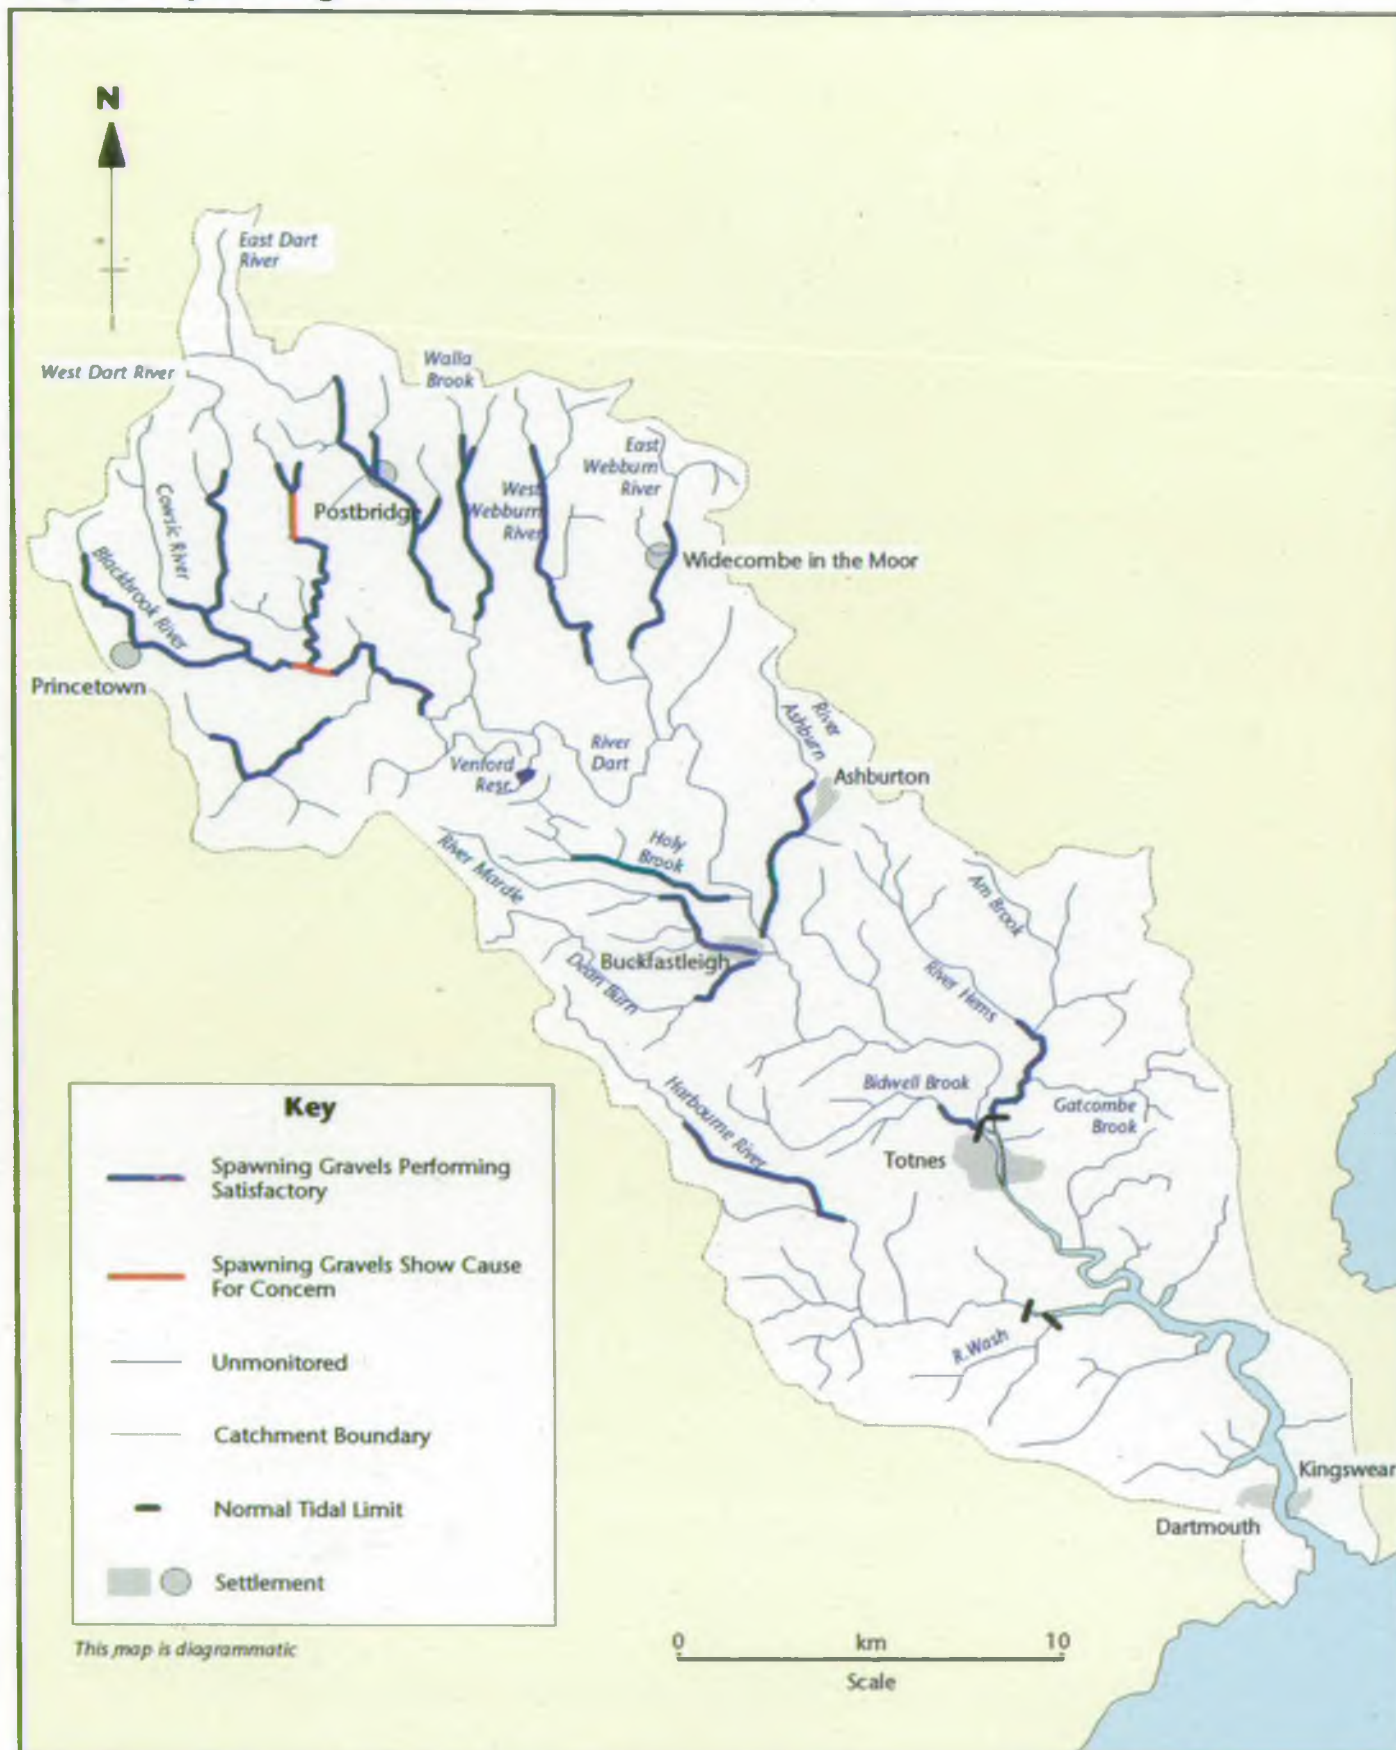 N
East Dart
River
West Dart River
Walla
Brook
East
Webburn
River
West
Webburn
River
Cowsic River
Postbridge
Blackbrook River
Widecombe in the Moor
Princetown
River
Ashburn
River
Dart
Venford
Resr.
Ashburton
Holy
Brook
River Mardle
Am Brook
Buckfastleigh
Dean Burn
River Hems
Bidwell Brook
Harbourne River
Gatcombe
Brook
Totnes
R.Wash
Kingswear
Dartmouth
Key
Spawning Gravels Performing
Satisfactory
Spawning Gravels Show Cause
For Concern
Unmonitored
Catchment Boundary
Normal Tidal Limit
Settlement
This map is diagrammatic
0 km 10
Scale